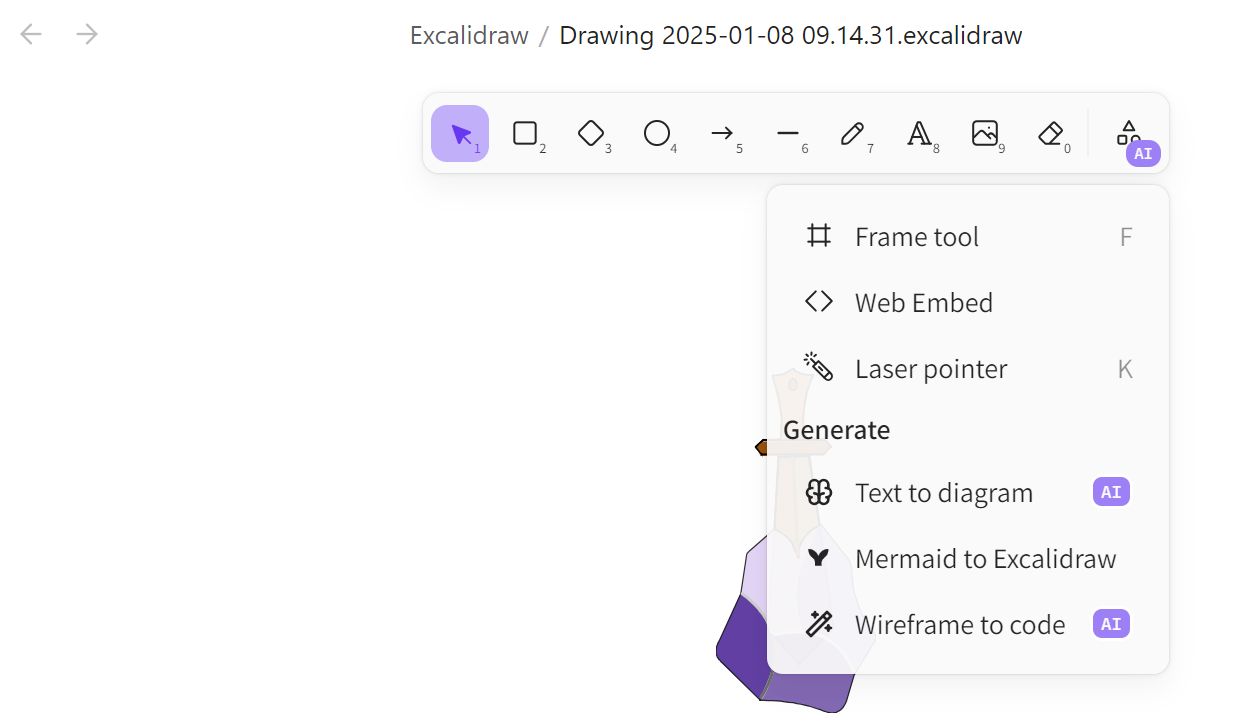 Excalidraw / Drawing 2025-01-08 09.14.31.excalidraw
1 2 3 4 5 6 7 8 9 0 AI
Frame tool F
Web Embed
Laser pointer K
Generate
Text to diagram AI
Mermaid to Excalidraw
Wireframe to code AI